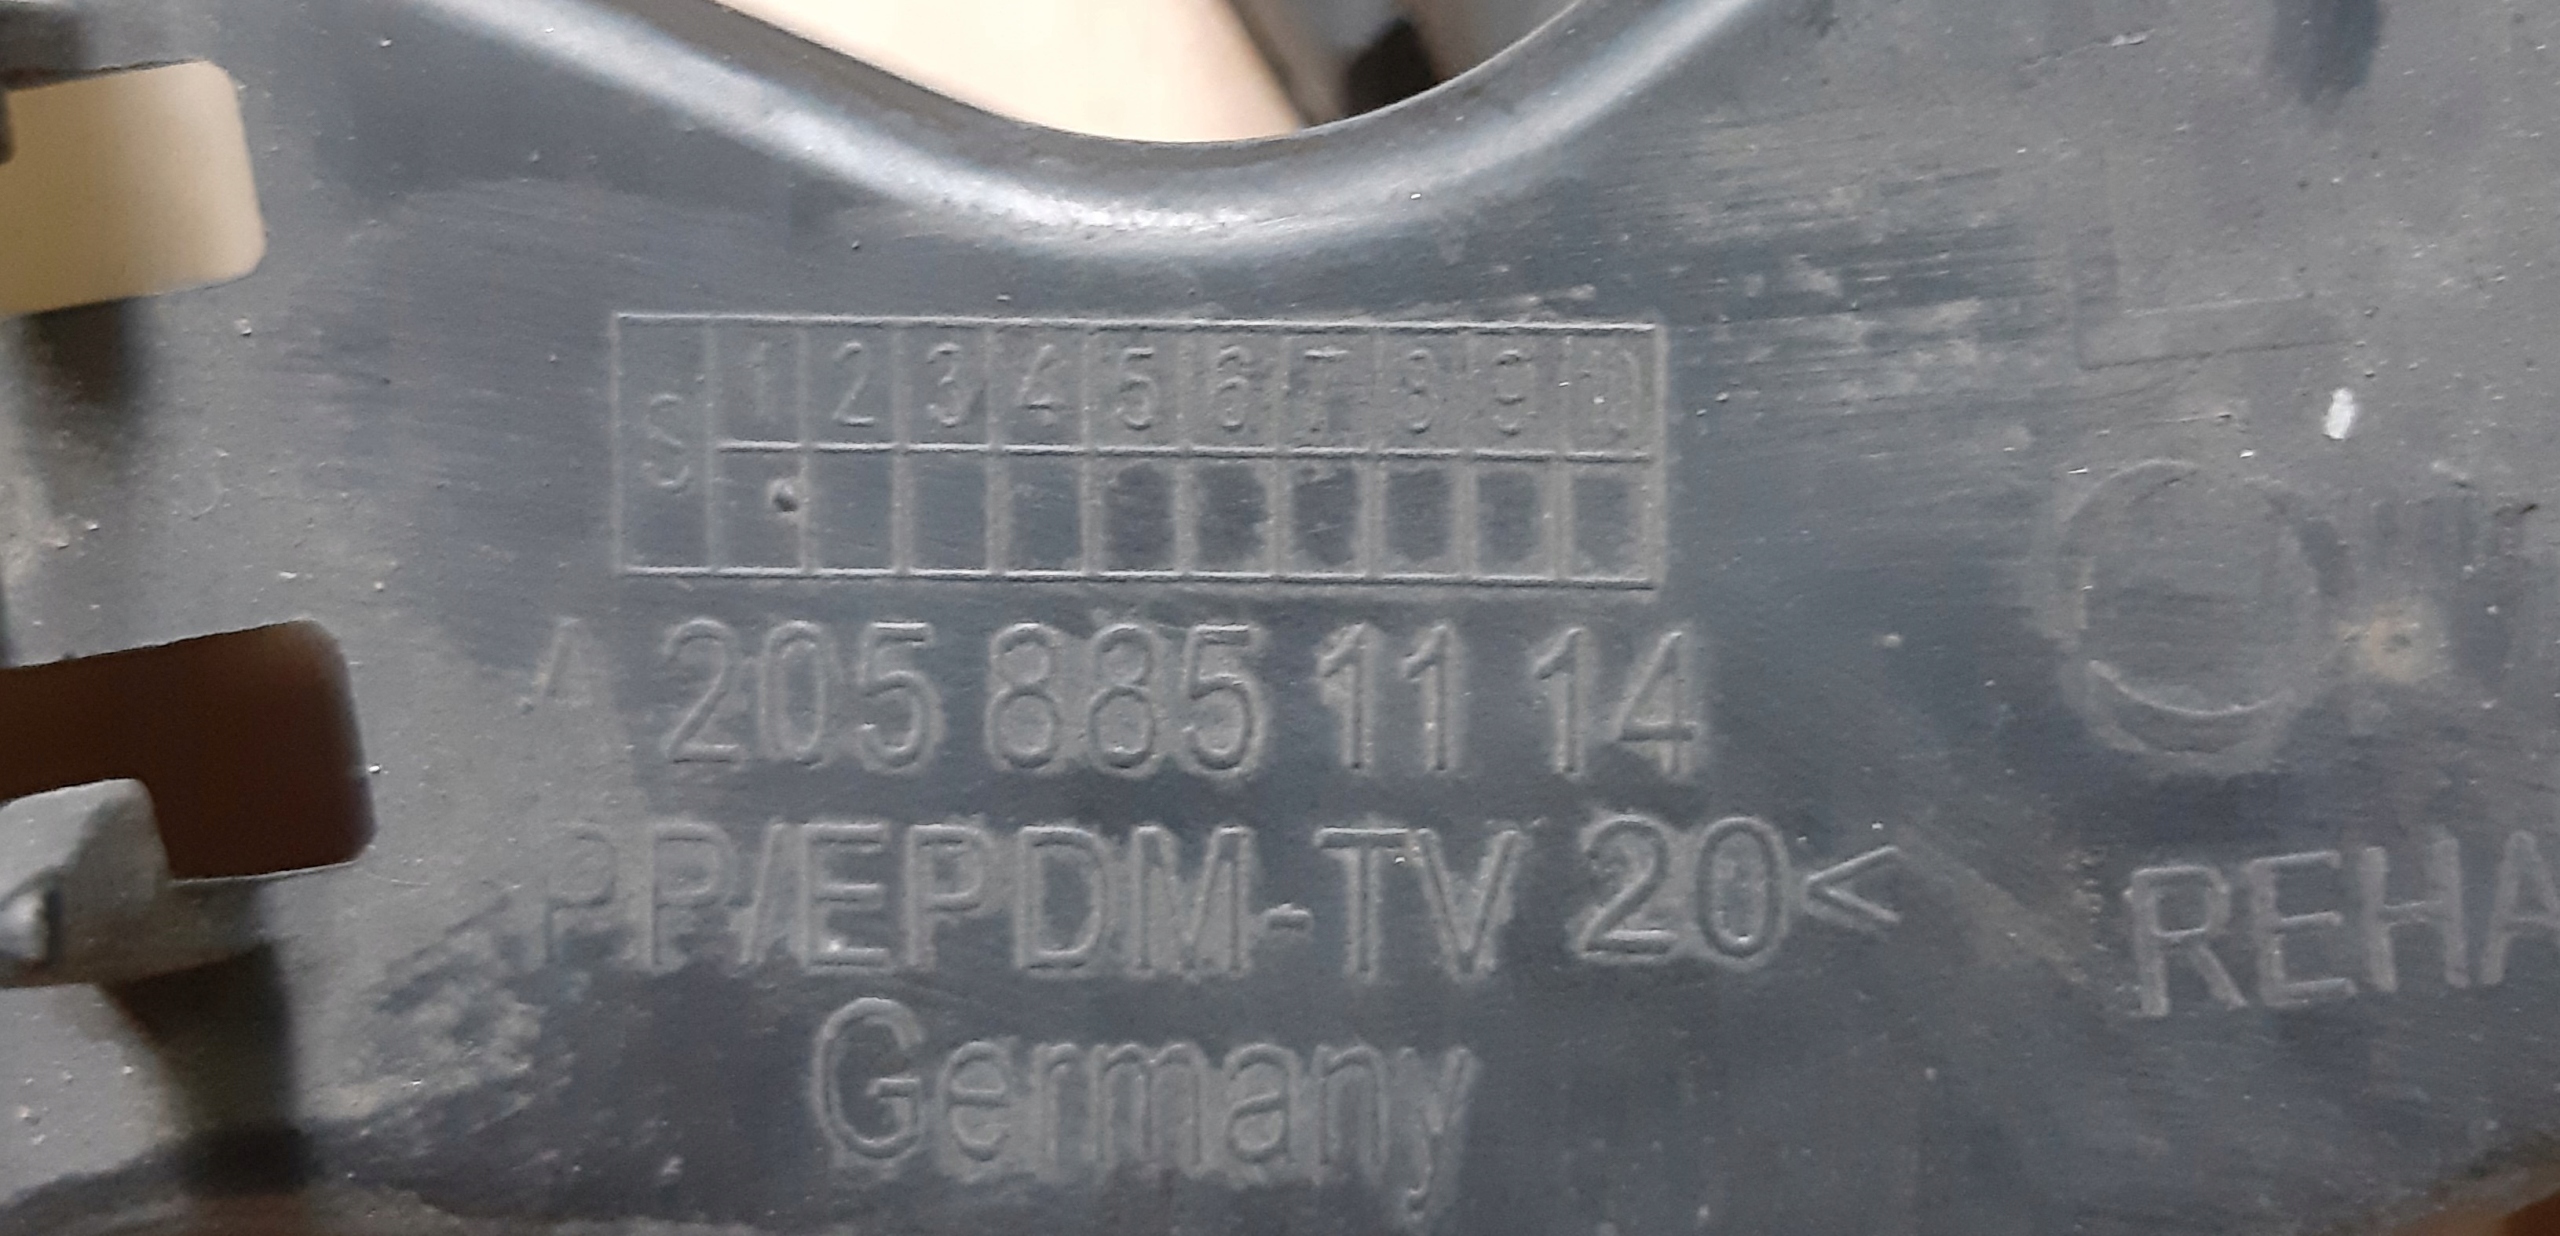 S 1 2 3 4 5 6 7 8 9 10
A 205 885 11 14
PP/EPDM-TV 20<
REHA
Germany